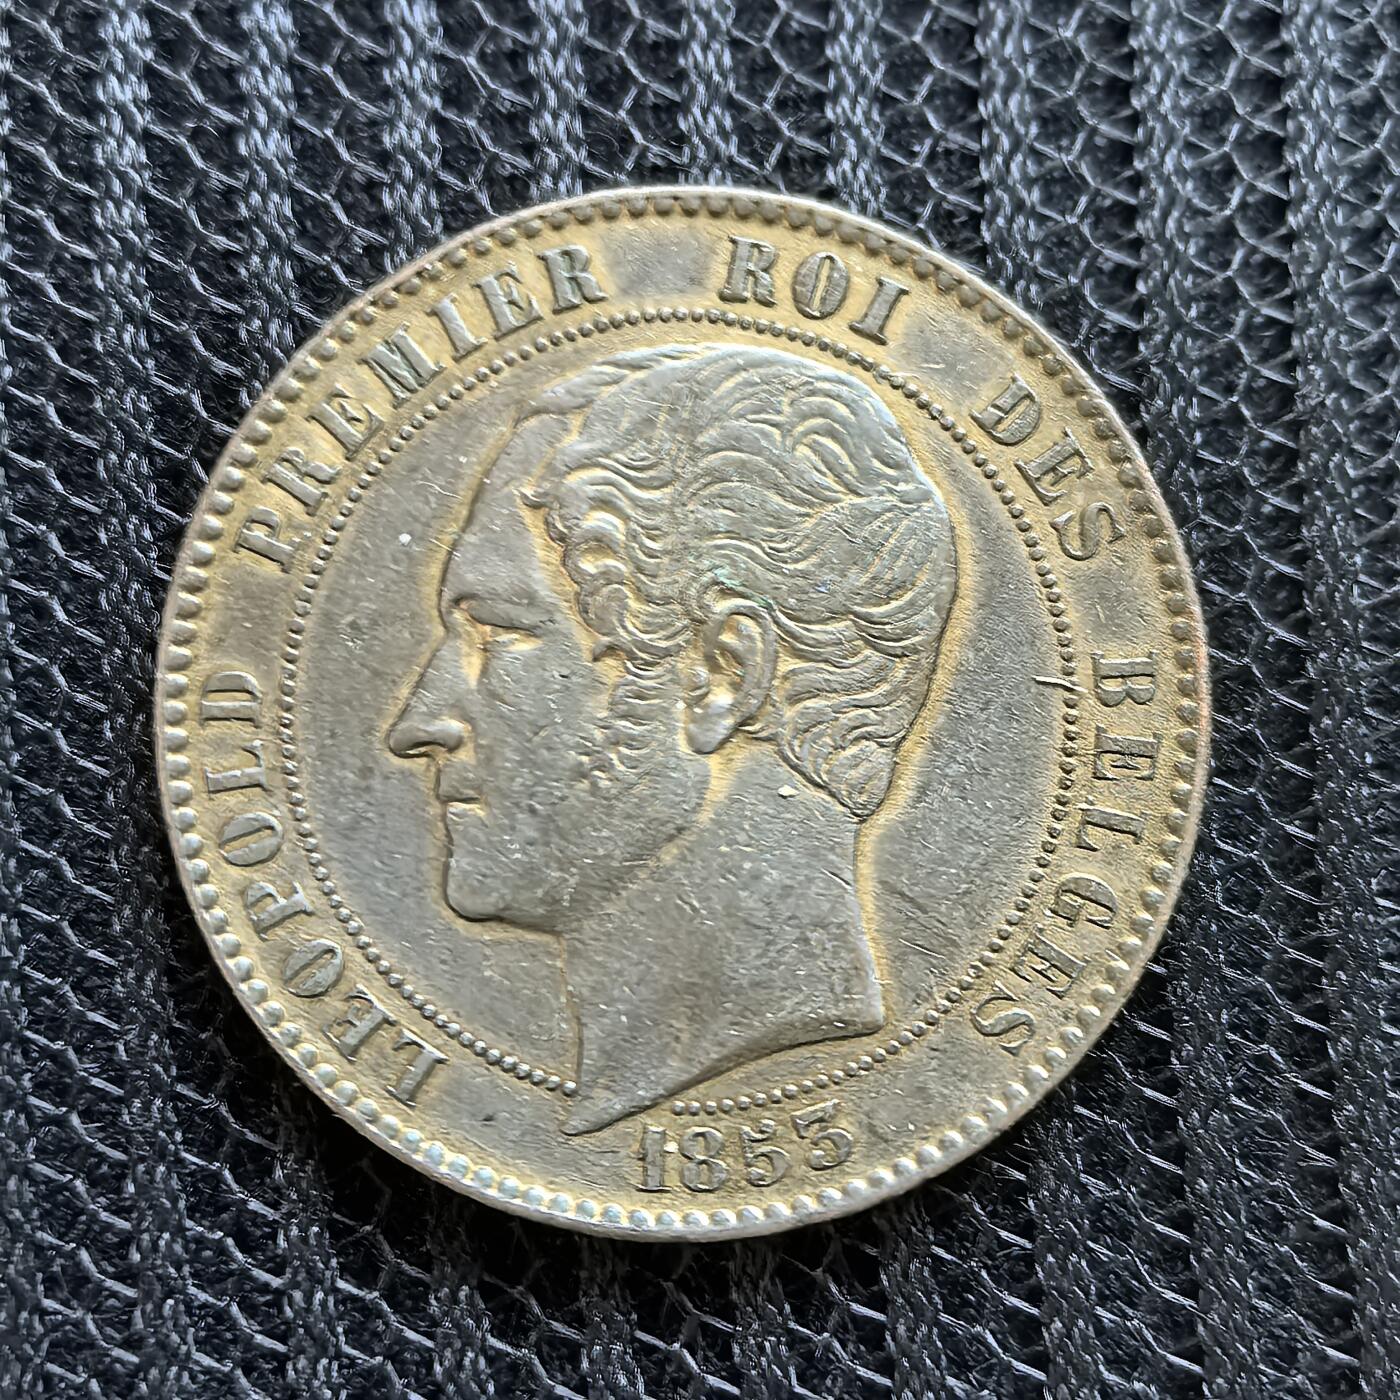 LEOPOLD PREMIER ROI DES BELGES
1853